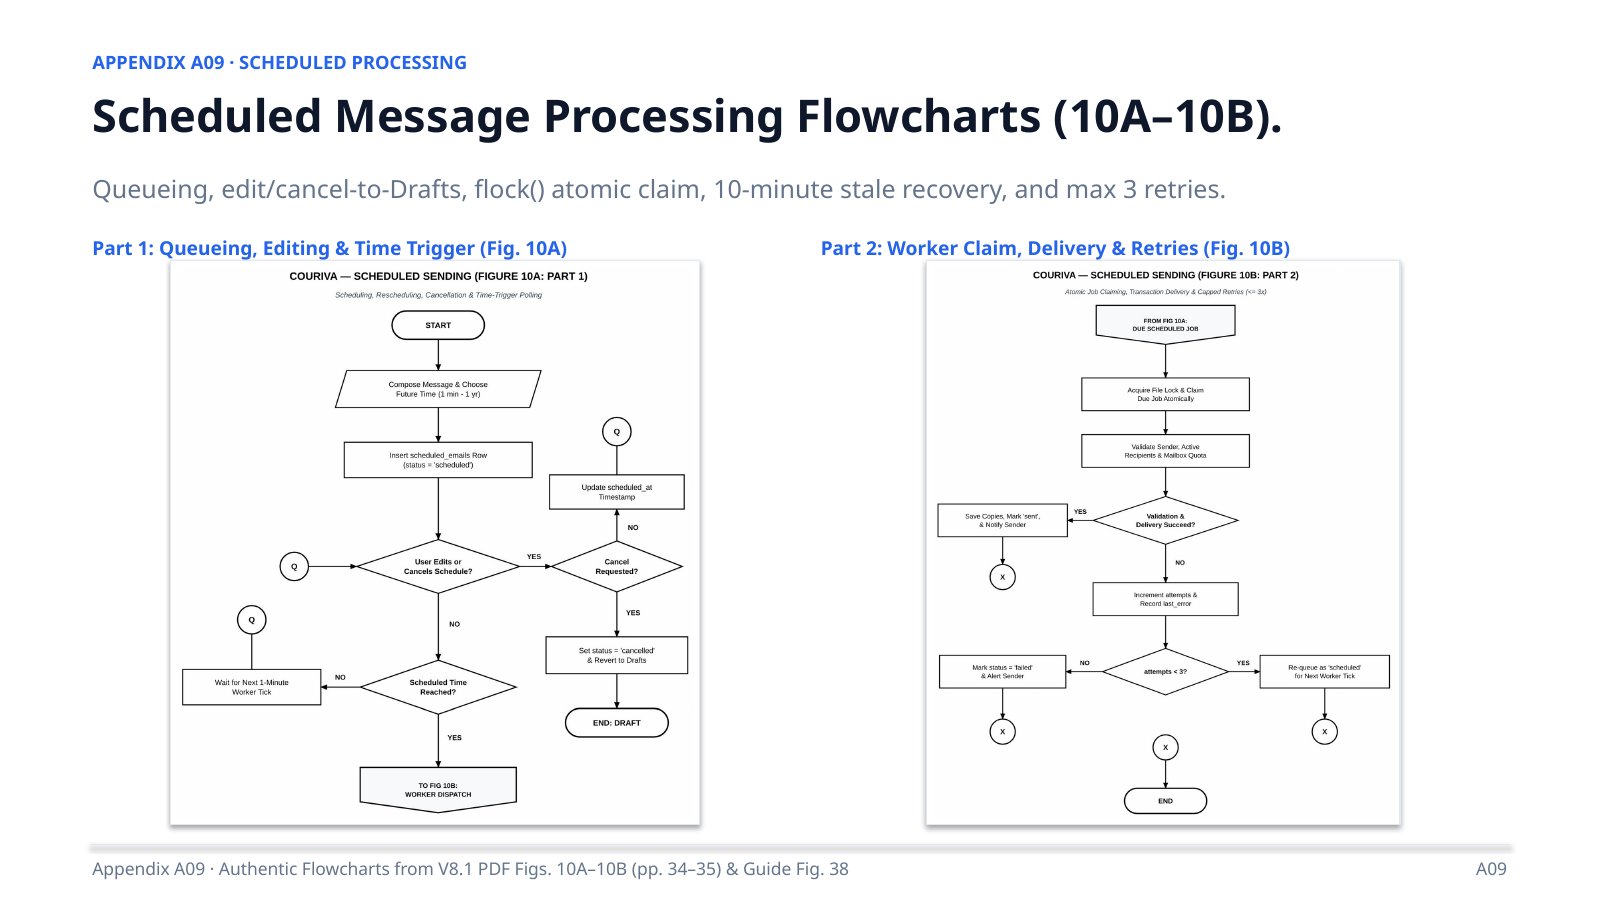 APPENDIX A09 · SCHEDULED PROCESSING
Scheduled Message Processing Flowcharts (10A–10B).
Queueing, edit/cancel-to-Drafts, flock() atomic claim, 10-minute stale recovery, and max 3 retries.
Part 1: Queueing, Editing & Time Trigger (Fig. 10A)
COURIVA — SCHEDULED SENDING (FIGURE 10A: PART 1)
Scheduling, Rescheduling, Cancellation & Time-Trigger Polling
START
Compose Message & Choose
Future Time (1 min - 1 yr)
Insert scheduled_emails Row
(status = 'scheduled')
Q
Update scheduled_at
Timestamp
NO
Q
User Edits or
Cancels Schedule?
YES
Cancel
Requested?
YES
Set status = 'cancelled'
& Revert to Drafts
END: DRAFT
NO
Q
Wait for Next 1-Minute
Worker Tick
NO
Scheduled Time
Reached?
YES
TO FIG 10B:
WORKER DISPATCH
Part 2: Worker Claim, Delivery & Retries (Fig. 10B)
COURIVA — SCHEDULED SENDING (FIGURE 10B: PART 2)
Atomic Job Claiming, Transaction Delivery & Capped Retries (<= 3x)
FROM FIG 10A:
DUE SCHEDULED JOB
Acquire File Lock & Claim
Due Job Atomically
Validate Sender, Active
Recipients & Mailbox Quota
Validation &
Delivery Succeed?
YES
Save Copies, Mark 'sent',
& Notify Sender
X
NO
Increment attempts &
Record last_error
attempts < 3?
NO
Mark status = 'failed'
& Alert Sender
X
YES
Re-queue as 'scheduled'
for Next Worker Tick
X
X
END
Appendix A09 · Authentic Flowcharts from V8.1 PDF Figs. 10A–10B (pp. 34–35) & Guide Fig. 38
A09